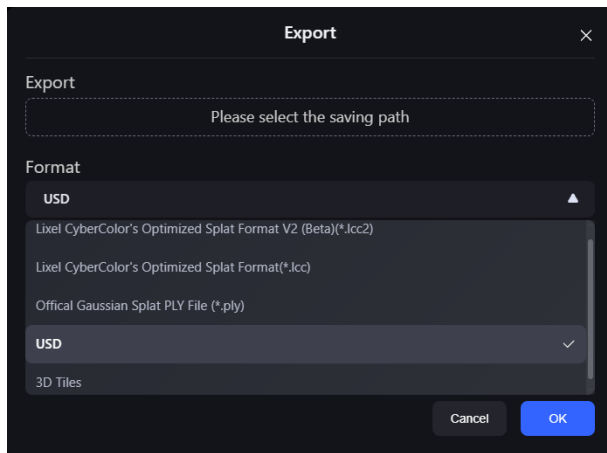 Export
Export
Please select the saving path
Format
USD
Lixel CyberColor's Optimized Splat Format V2 (Beta)(*.lcc2)
Lixel CyberColor's Optimized Splat Format(*.lcc)
Offical Gaussian Splat PLY File (*.ply)
USD
3D Tiles
Cancel OK